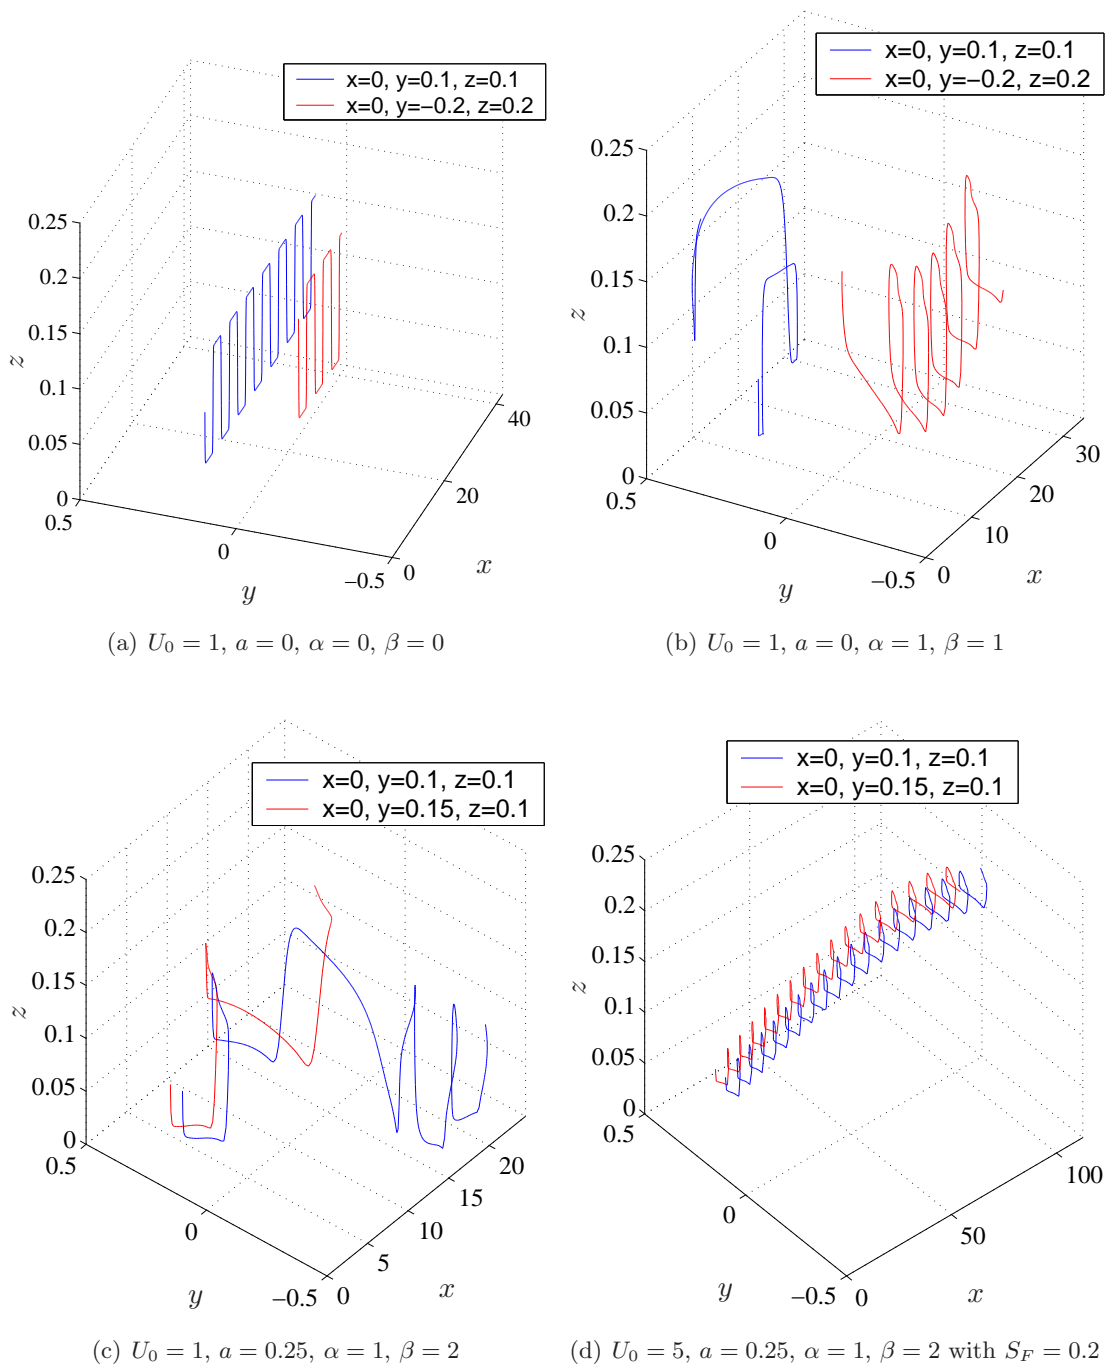 x=0, y=0.1, z=0.1
x=0, y=−0.2, z=0.2
0.25
0.2
0.15
0.1
0.05
0
z
0.5
0
−0.5
y
0
20
40
x
(a) U₀ = 1, a = 0, α = 0, β = 0
x=0, y=0.1, z=0.1
x=0, y=−0.2, z=0.2
0.25
0.2
0.15
0.1
0.05
0
z
0.5
0
−0.5
y
0
10
20
30
x
(b) U₀ = 1, a = 0, α = 1, β = 1
x=0, y=0.1, z=0.1
x=0, y=0.15, z=0.1
0.25
0.2
0.15
0.1
0.05
0
z
0.5
0
−0.5
y
0
5
10
15
20
x
(c) U₀ = 1, a = 0.25, α = 1, β = 2
x=0, y=0.1, z=0.1
x=0, y=0.15, z=0.1
0.25
0.2
0.15
0.1
0.05
0
z
0.5
0
−0.5
y
0
50
100
x
(d) U₀ = 5, a = 0.25, α = 1, β = 2 with S_F = 0.2